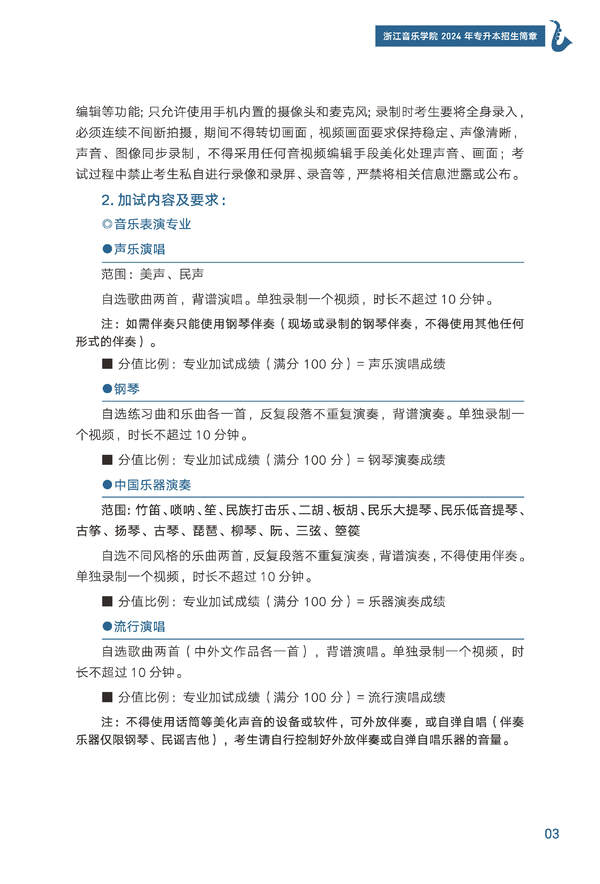 浙江音乐学院 2024 年专升本招生简章
编辑等功能; 只允许使用手机内置的摄像头和麦克风; 录制时考生要将全身录入,
必须连续不间断拍摄, 期间不得转切画面, 视频画面要求保持稳定、声像清晰,
声音、图像同步录制, 不得采用任何音视频编辑手段美化处理声音、画面; 考
试过程中禁止考生私自进行录像和录屏、录音等, 严禁将相关信息泄露或公布。
2. 加试内容及要求:
◎音乐表演专业
●声乐演唱
范围: 美声、民声
自选歌曲两首, 背谱演唱。单独录制一个视频, 时长不超过 10 分钟。
注: 如需伴奏只能使用钢琴伴奏 (现场或录制的钢琴伴奏, 不得使用其他任何
形式的伴奏) 。
■ 分值比例: 专业加试成绩 (满分 100 分) = 声乐演唱成绩
●钢琴
自选练习曲和乐曲各一首, 反复段落不重复演奏, 背谱演奏。单独录制一
个视频, 时长不超过 10 分钟。
■ 分值比例: 专业加试成绩 (满分 100 分) = 钢琴演奏成绩
●中国乐器演奏
范围: 竹笛、唢呐、笙、民族打击乐、二胡、板胡、民乐大提琴、民乐低音提琴、
古筝、扬琴、古琴、琵琶、柳琴、阮、三弦、箜篌
自选不同风格的乐曲两首, 反复段落不重复演奏, 背谱演奏, 不得使用伴奏。
单独录制一个视频, 时长不超过 10 分钟。
■ 分值比例: 专业加试成绩 (满分 100 分) = 乐器演奏成绩
●流行演唱
自选歌曲两首 (中外文作品各一首) , 背谱演唱。单独录制一个视频, 时
长不超过 10 分钟。
■ 分值比例: 专业加试成绩 (满分 100 分) = 流行演唱成绩
注: 不得使用话筒等美化声音的设备或软件, 可外放伴奏, 或自弹自唱 (伴奏
乐器仅限钢琴、民谣吉他) , 考生请自行控制好外放伴奏或自弹自唱乐器的音量。
03